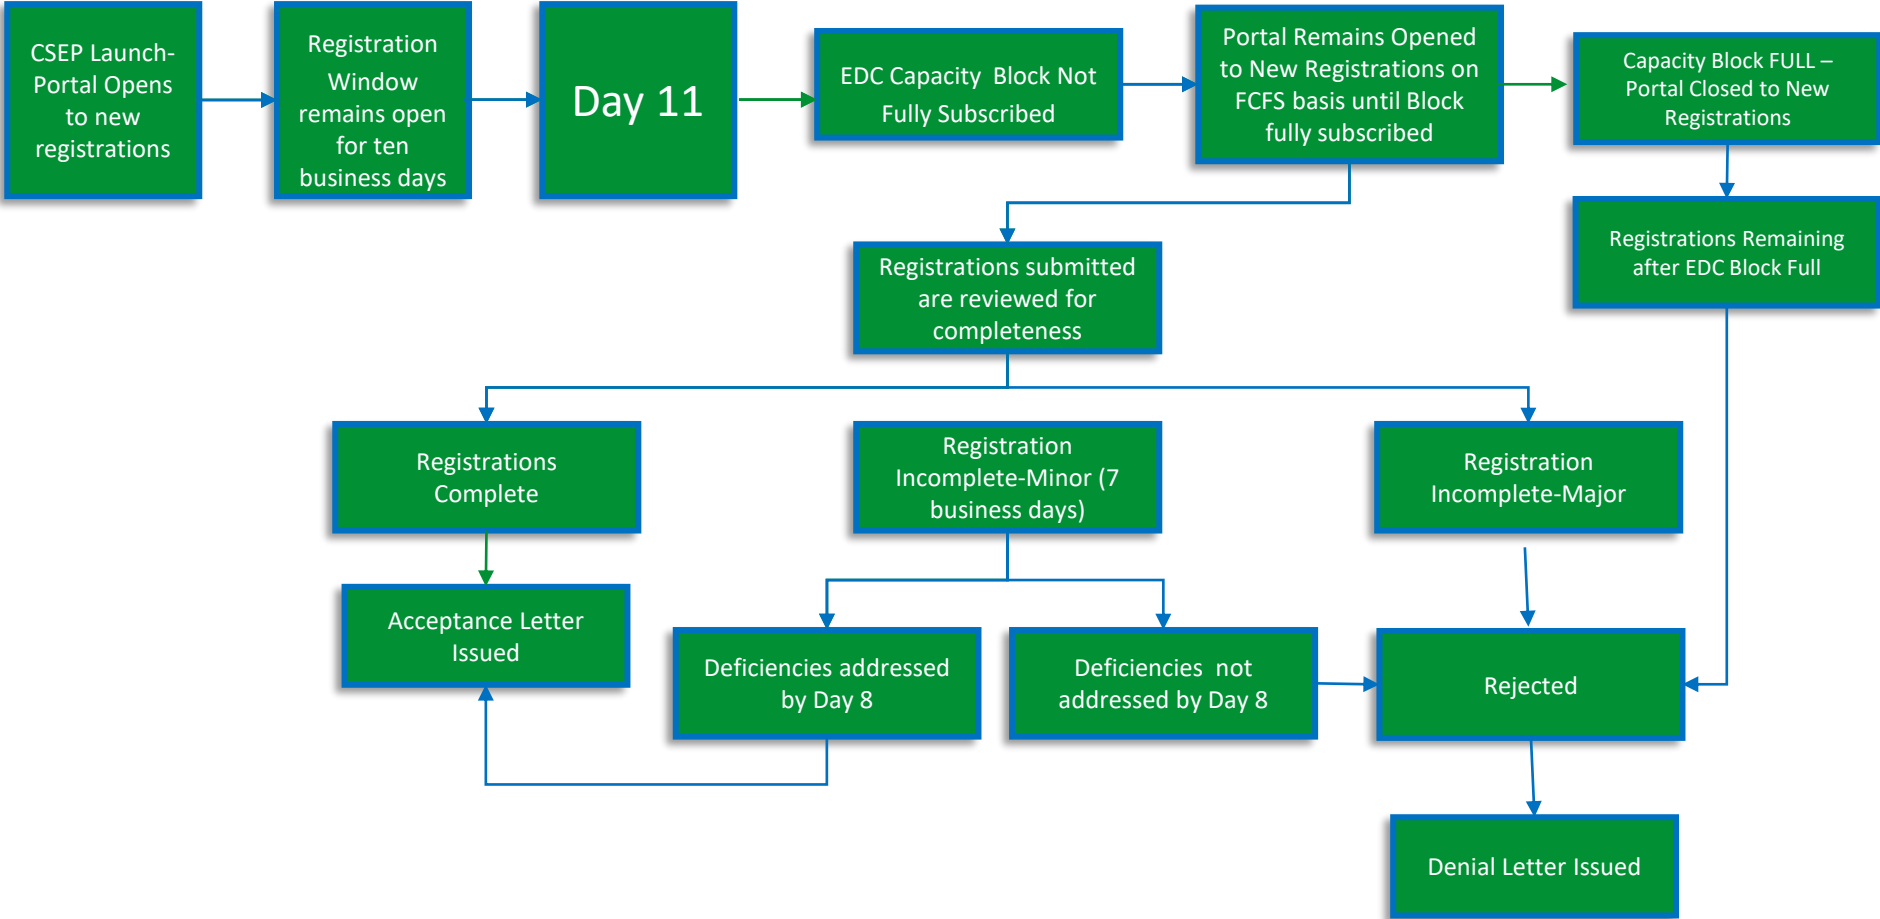 CSEP Launch-
Portal Opens
to new
registrations
Registration
Window
remains open
for ten
business days
Day 11
EDC Capacity Block Not
Fully Subscribed
Portal Remains Opened
to New Registrations on
FCFS basis until Block
fully subscribed
Capacity Block FULL –
Portal Closed to New
Registrations
Registrations Remaining
after EDC Block Full
Registrations submitted
are reviewed for
completeness
Registrations
Complete
Registration
Incomplete-Minor (7
business days)
Registration
Incomplete-Major
Acceptance Letter
Issued
Deficiencies addressed
by Day 8
Deficiencies not
addressed by Day 8
Rejected
Denial Letter Issued